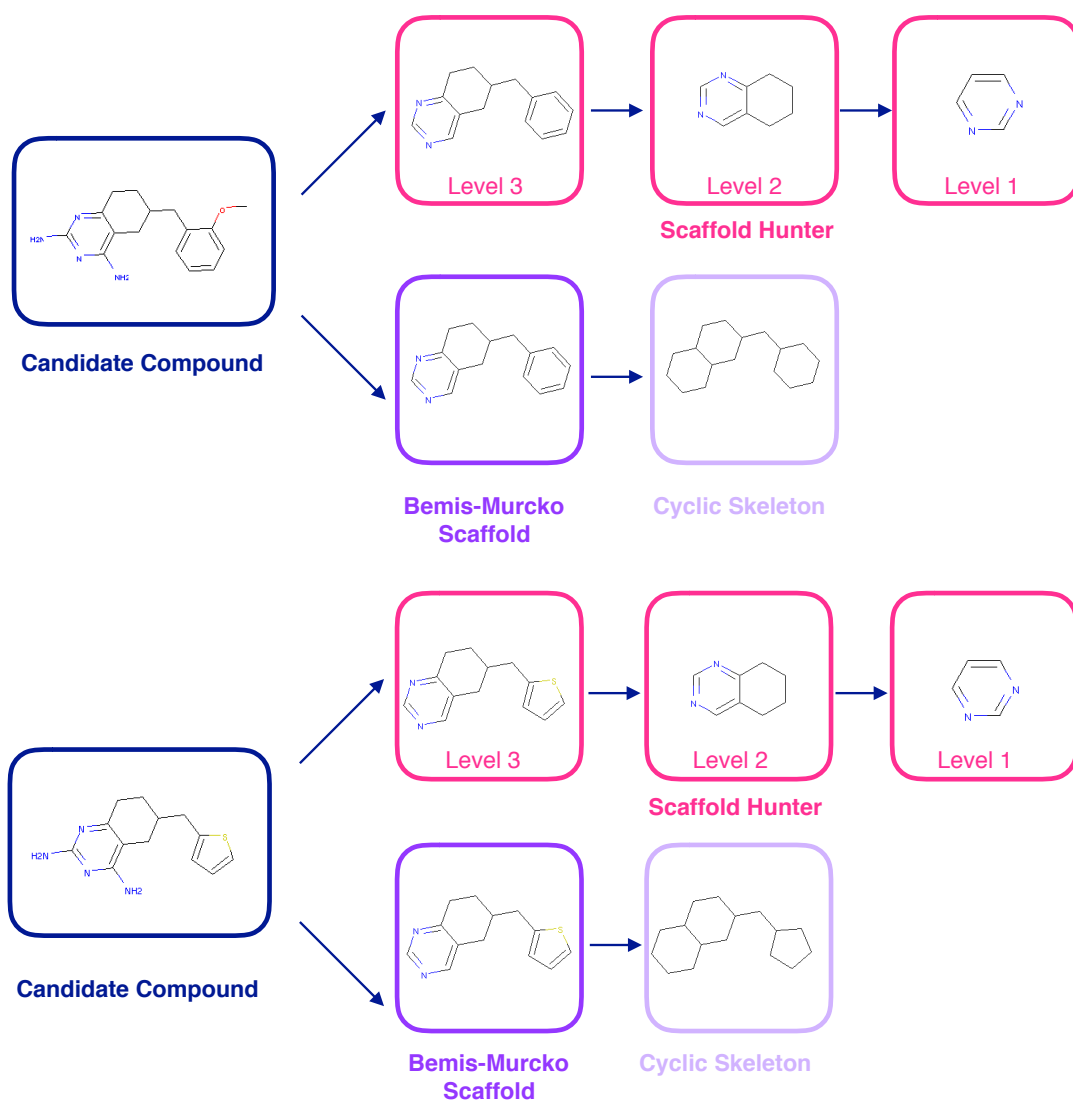 N
N
Level 3
N
N
Level 2
N
N
Level 1
Scaffold Hunter
O
N
H2N
N
NH2
Candidate Compound
N
N
Bemis-Murcko
Scaffold
Cyclic Skeleton
S
N
N
Level 3
N
N
Level 2
N
N
Level 1
Scaffold Hunter
N
S
H2N
N
NH2
Candidate Compound
S
N
N
Bemis-Murcko
Scaffold
Cyclic Skeleton